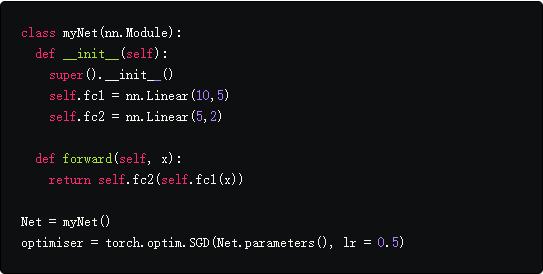 class myNet(nn.Module):
  def __init__(self):
    super().__init__()
    self.fc1 = nn.Linear(10,5)
    self.fc2 = nn.Linear(5,2)

  def forward(self, x):
    return self.fc2(self.fc1(x))

Net = myNet()
optimiser = torch.optim.SGD(Net.parameters(), lr = 0.5)